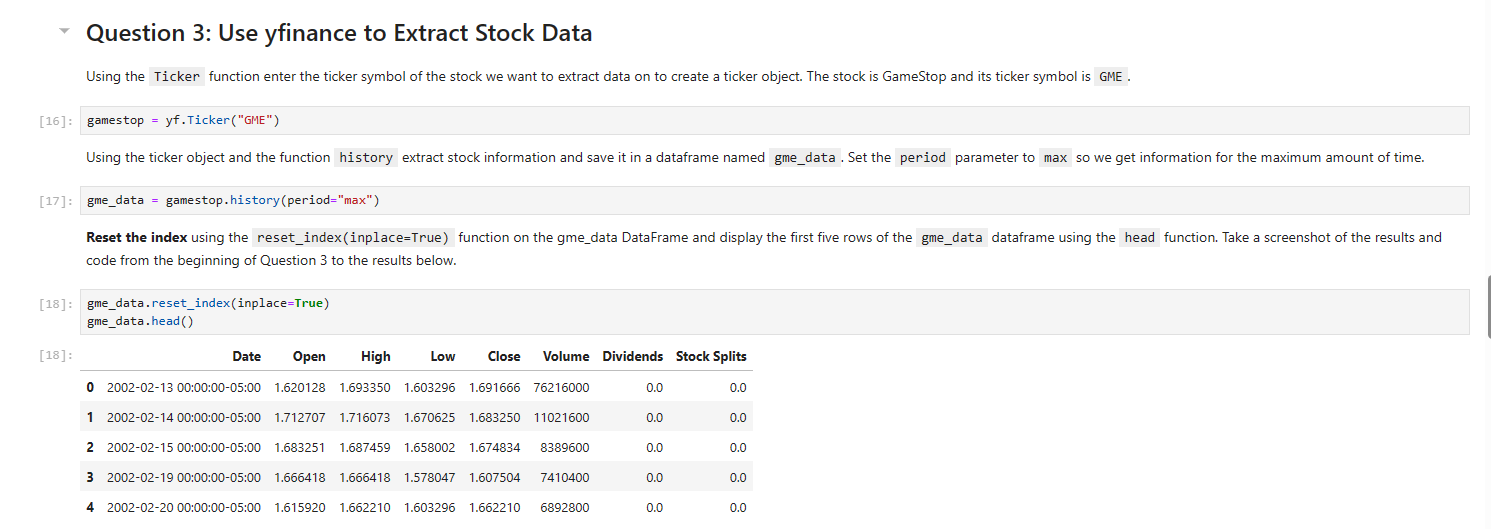 Question 3: Use yfinance to Extract Stock Data
Using the Ticker function enter the ticker symbol of the stock we want to extract data on to create a ticker object. The stock is GameStop and its ticker symbol is GME .
[16]: gamestop = yf.Ticker("GME")
Using the ticker object and the function history extract stock information and save it in a dataframe named gme_data . Set the period parameter to max so we get information for the maximum amount of time.
[17]: gme_data = gamestop.history(period="max")
Reset the index using the reset_index(inplace=True) function on the gme_data DataFrame and display the first five rows of the gme_data dataframe using the head function. Take a screenshot of the results and
code from the beginning of Question 3 to the results below.
[18]: gme_data.reset_index(inplace=True)
gme_data.head()
[18]: Date Open High Low Close Volume Dividends Stock Splits
0 2002-02-13 00:00:00-05:00 1.620128 1.693350 1.603296 1.691666 76216000 0.0 0.0
1 2002-02-14 00:00:00-05:00 1.712707 1.716073 1.670625 1.683250 11021600 0.0 0.0
2 2002-02-15 00:00:00-05:00 1.683251 1.687459 1.658002 1.674834 8389600 0.0 0.0
3 2002-02-19 00:00:00-05:00 1.666418 1.666418 1.578047 1.607504 7410400 0.0 0.0
4 2002-02-20 00:00:00-05:00 1.615920 1.662210 1.603296 1.662210 6892800 0.0 0.0